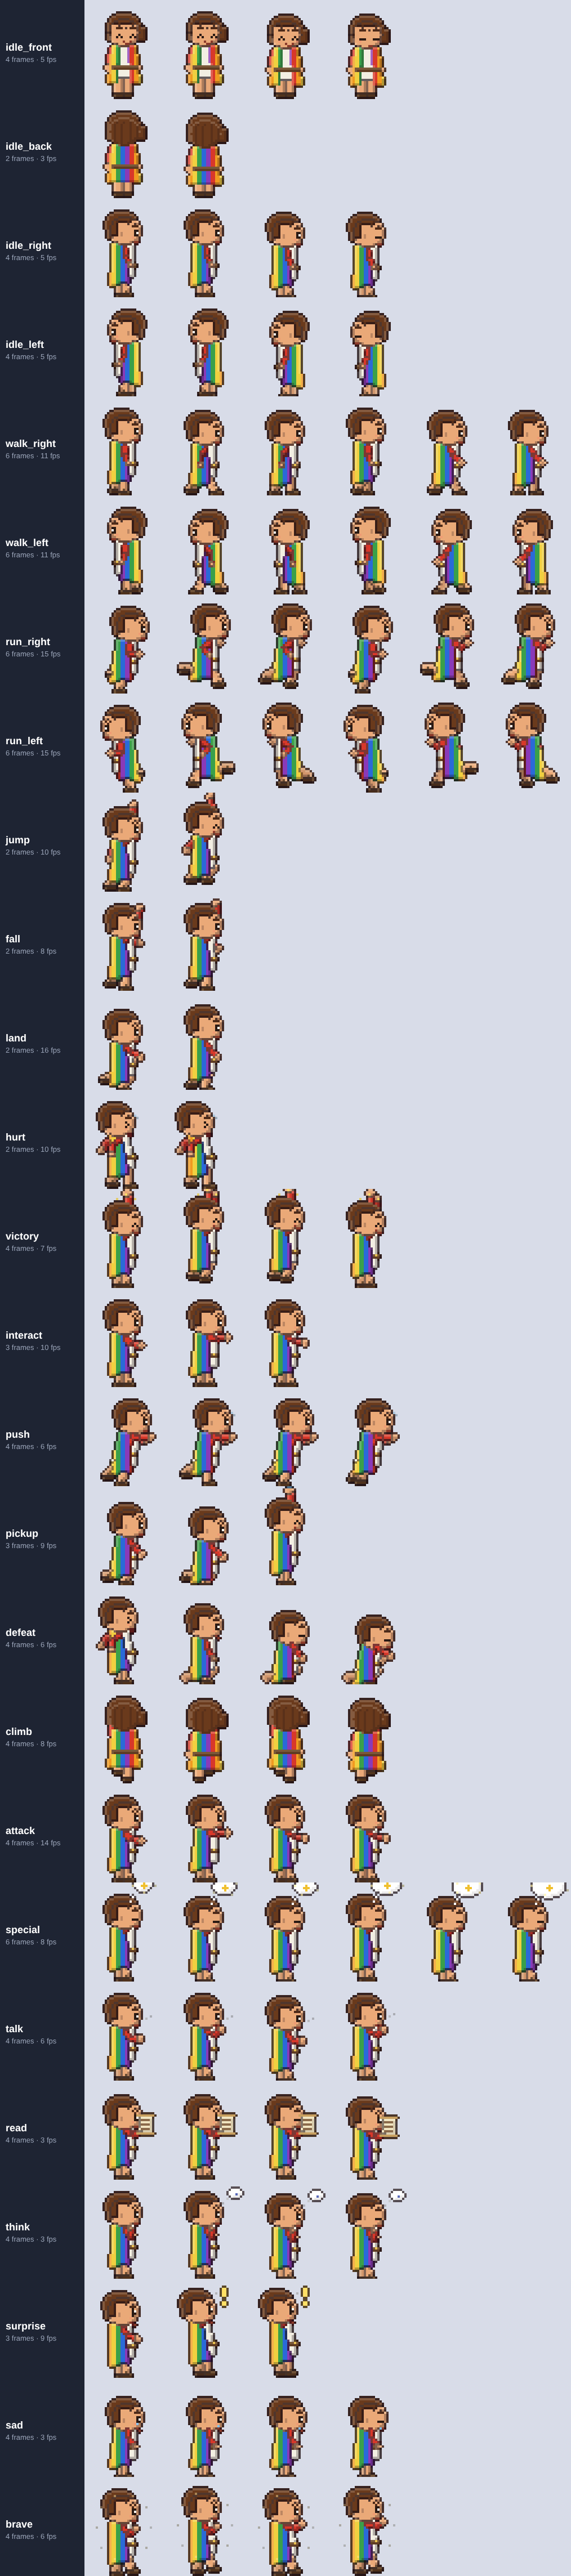 idle_front
4 frames · 5 fps
idle_back
2 frames · 3 fps
idle_right
4 frames · 5 fps
idle_left
4 frames · 5 fps
walk_right
6 frames · 11 fps
walk_left
6 frames · 11 fps
run_right
6 frames · 15 fps
run_left
6 frames · 15 fps
jump
2 frames · 10 fps
fall
2 frames · 8 fps
land
2 frames · 16 fps
hurt
2 frames · 10 fps
victory
4 frames · 7 fps
interact
3 frames · 10 fps
push
4 frames · 6 fps
pickup
3 frames · 9 fps
defeat
4 frames · 6 fps
climb
4 frames · 8 fps
attack
4 frames · 14 fps
special
6 frames · 8 fps
talk
4 frames · 6 fps
read
4 frames · 3 fps
think
4 frames · 3 fps
surprise
3 frames · 9 fps
sad
4 frames · 3 fps
brave
4 frames · 6 fps